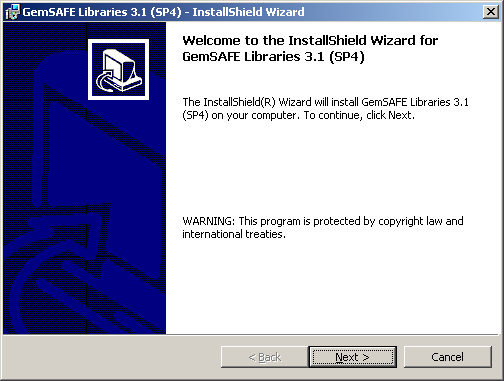 GemSAFE Libraries 3.1 (SP4) - InstallShield Wizard
Welcome to the InstallShield Wizard for
GemSAFE Libraries 3.1 (SP4)
The InstallShield(R) Wizard will install GemSAFE Libraries 3.1
(SP4) on your computer. To continue, click Next.
WARNING: This program is protected by copyright law and
international treaties.
< Back Next > Cancel